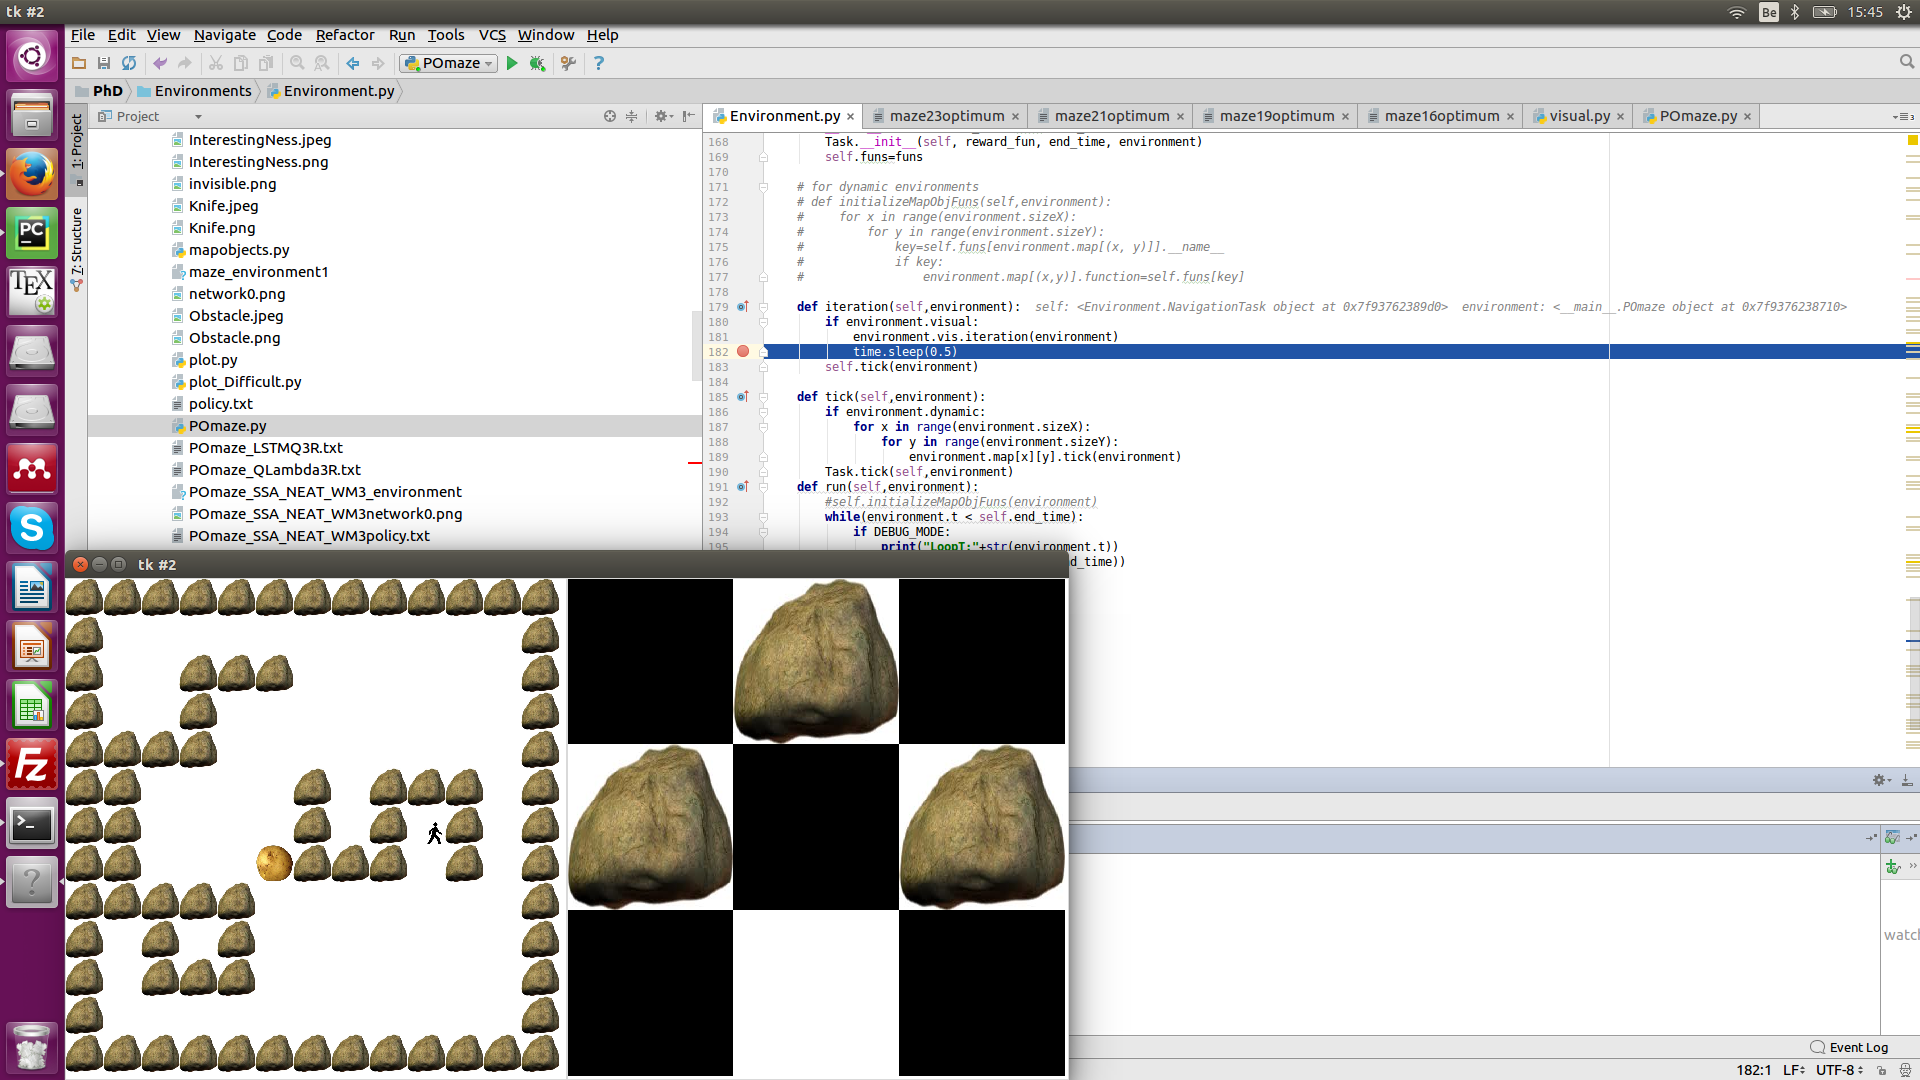 tk #2
Be
15:45
File Edit View Navigate Code Refactor Run Tools VCS Window Help
POmaze
PhD Environments Environment.py
Project
Environment.py maze23optimum maze21optimum maze19optimum maze16optimum visual.py POmaze.py
1: Project
7: Structure
InterestingNess.jpeg
InterestingNess.png
invisible.png
Knife.jpeg
Knife.png
mapobjects.py
maze_environment1
network0.png
Obstacle.jpeg
Obstacle.png
plot.py
plot_Difficult.py
policy.txt
POmaze.py
POmaze_LSTMQ3R.txt
POmaze_QLambda3R.txt
POmaze_SSA_NEAT_WM3_environment
POmaze_SSA_NEAT_WM3network0.png
POmaze_SSA_NEAT_WM3policy.txt
168 Task.__init__(self, reward_fun, end_time, environment)
169 self.funs=funs
170
171 # for dynamic environments
172 # def initializeMapObjFuns(self,environment):
173 # for x in range(environment.sizeX):
174 # for y in range(environment.sizeY):
175 # key=self.funs[environment.map[(x, y)]].__name__
176 # if key:
177 # environment.map[(x,y)].function=self.funs[key]
178
179 def iteration(self,environment): self: <Environment.NavigationTask object at 0x7f93762389d0> environment: <__main__.POmaze object at 0x7f9376238710>
180 if environment.visual:
181 environment.vis.iteration(environment)
182 time.sleep(0.5)
183 self.tick(environment)
184
185 def tick(self,environment):
186 if environment.dynamic:
187 for x in range(environment.sizeX):
188 for y in range(environment.sizeY):
189 environment.map[x][y].tick(environment)
190 Task.tick(self,environment)
191 def run(self,environment):
192 #self.initializeMapObjFuns(environment)
193 while(environment.t < self.end_time):
194 if DEBUG_MODE:
195 print("LoopT:"+str(environment.t))
d_time))
tk #2
PC
TEX
S
Fz
>_
?
watch
Event Log
182:1 LF UTF-8